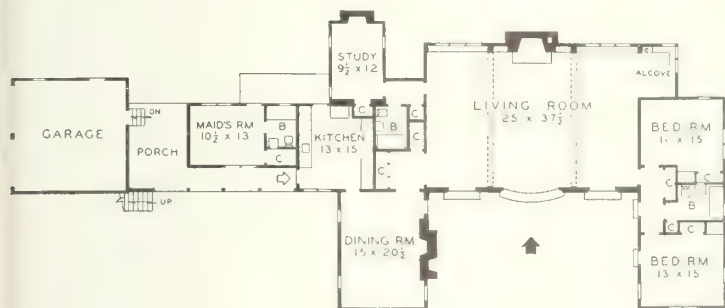 STUDY
9½ x 12
C
ALCOVE
LIVING ROOM
25 x 37½
GARAGE
DN
PORCH
MAID'S RM
10½ x 13
B
C
KITCHEN
13 x 15
C
B
C
C
C
BED RM
11 x 15
C
C
B
C
C
UP
DINING RM
15 x 20½
BED RM
13 x 15